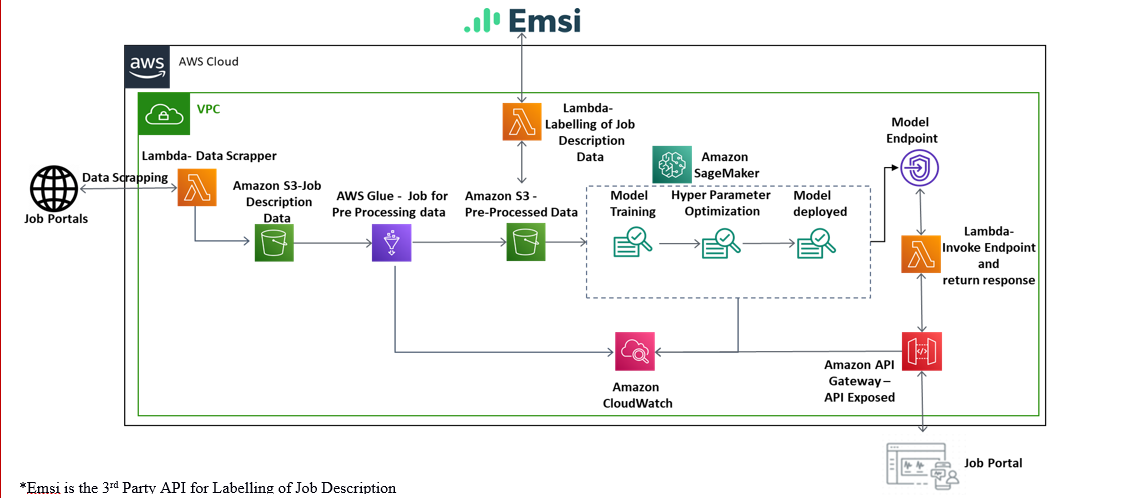 Emsi
aws
AWS Cloud
VPC
Lambda-
Labelling of Job
Description
Data
Model
Endpoint
Lambda- Data Scrapper
Data Scrapping
Job Portals
Amazon S3-Job
Description
Data
AWS Glue - Job for
Pre Processing data
Amazon S3 -
Pre-Processed Data
Amazon
SageMaker
Model
Training
Hyper Parameter
Optimization
Model
deployed
Lambda-
Invoke Endpoint
and
return response
Amazon
CloudWatch
Amazon API
Gateway –
API Exposed
Job Portal
*Emsi is the 3rd Party API for Labelling of Job Description